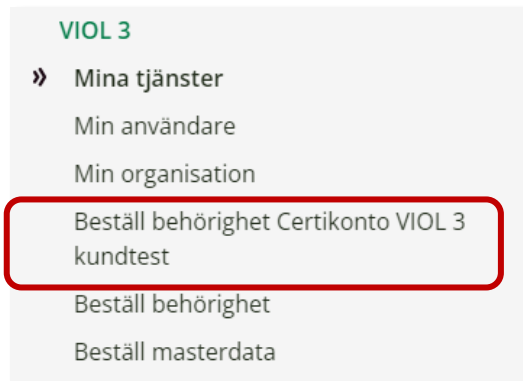 VIOL 3
» Mina tjänster
Min användare
Min organisation
Beställ behörighet Certikonto VIOL 3
kundtest
Beställ behörighet
Beställ masterdata